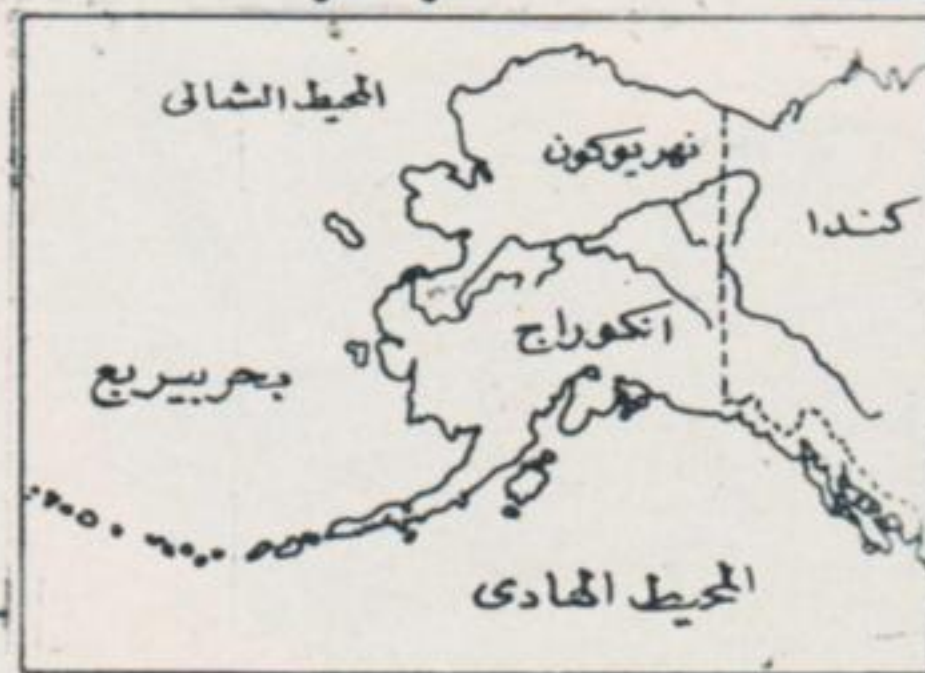 المحيط الشمالى
نهر يوكون
كندا
انكوراج
بحر بيريع
المحيط الهادى